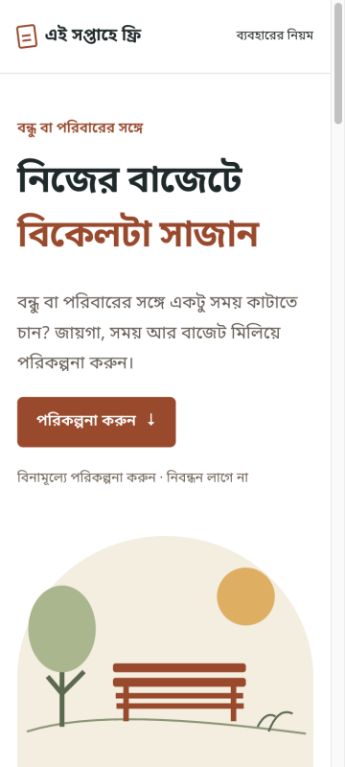 এই সপ্তাহে ফ্রি
ব্যবহারের নিয়ম
বন্ধু বা পরিবারের সঙ্গে
নিজের বাজেটে
বিকেলটা সাজান
বন্ধু বা পরিবারের সঙ্গে একটু সময় কাটাতে
চান? জায়গা, সময় আর বাজেট মিলিয়ে
পরিকল্পনা করুন।
পরিকল্পনা করুন ↓
বিনামূল্যে পরিকল্পনা করুন · নিবন্ধন লাগে না